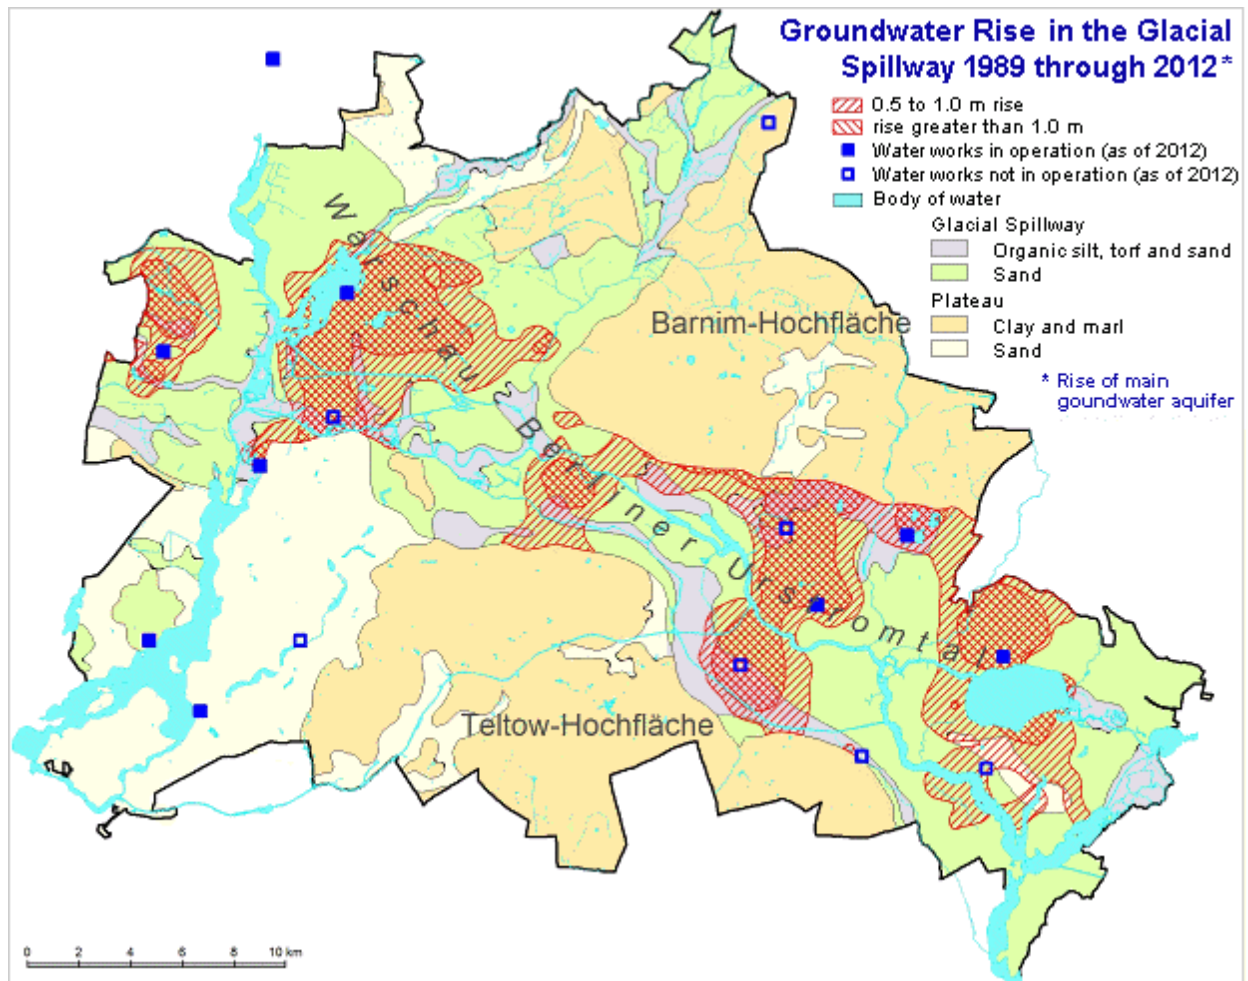 Groundwater Rise in the Glacial
Spillway 1989 through 2012*
0.5 to 1.0 m rise
rise greater than 1.0 m
Water works in operation (as of 2012)
Water works not in operation (as of 2012)
Body of water
Glacial Spillway
Organic silt, torf and sand
Sand
Plateau
Clay and marl
Sand
* Rise of main
goundwater aquifer
Warschau Berliner Urstromtal
Barnim-Hochfläche
Teltow-Hochfläche
0 2 4 6 8 10 km